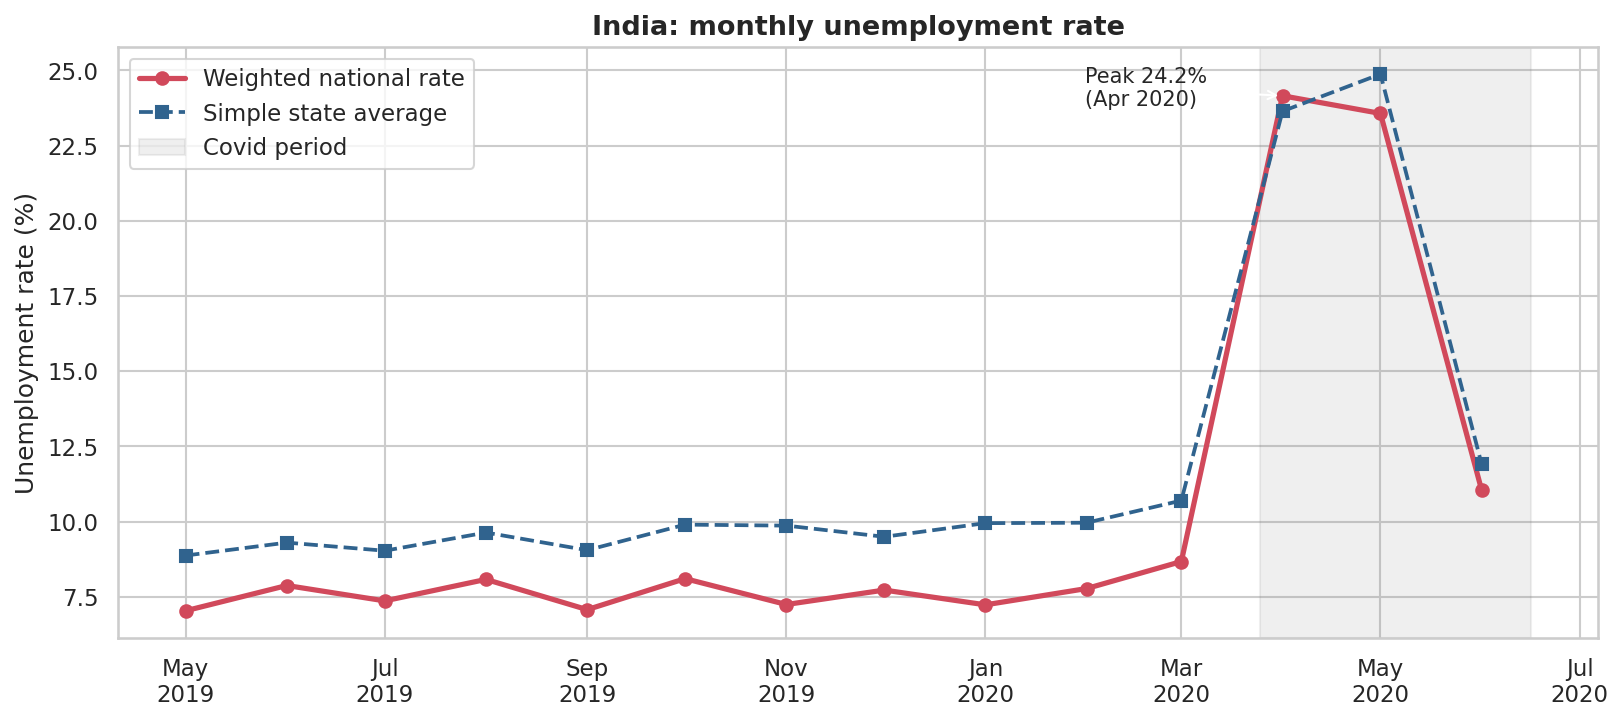 India: monthly unemployment rate
Weighted national rate
Simple state average
Covid period
Peak 24.2%
(Apr 2020)
Unemployment rate (%)
25.0
22.5
20.0
17.5
15.0
12.5
10.0
7.5
May
2019
Jul
2019
Sep
2019
Nov
2019
Jan
2020
Mar
2020
May
2020
Jul
2020